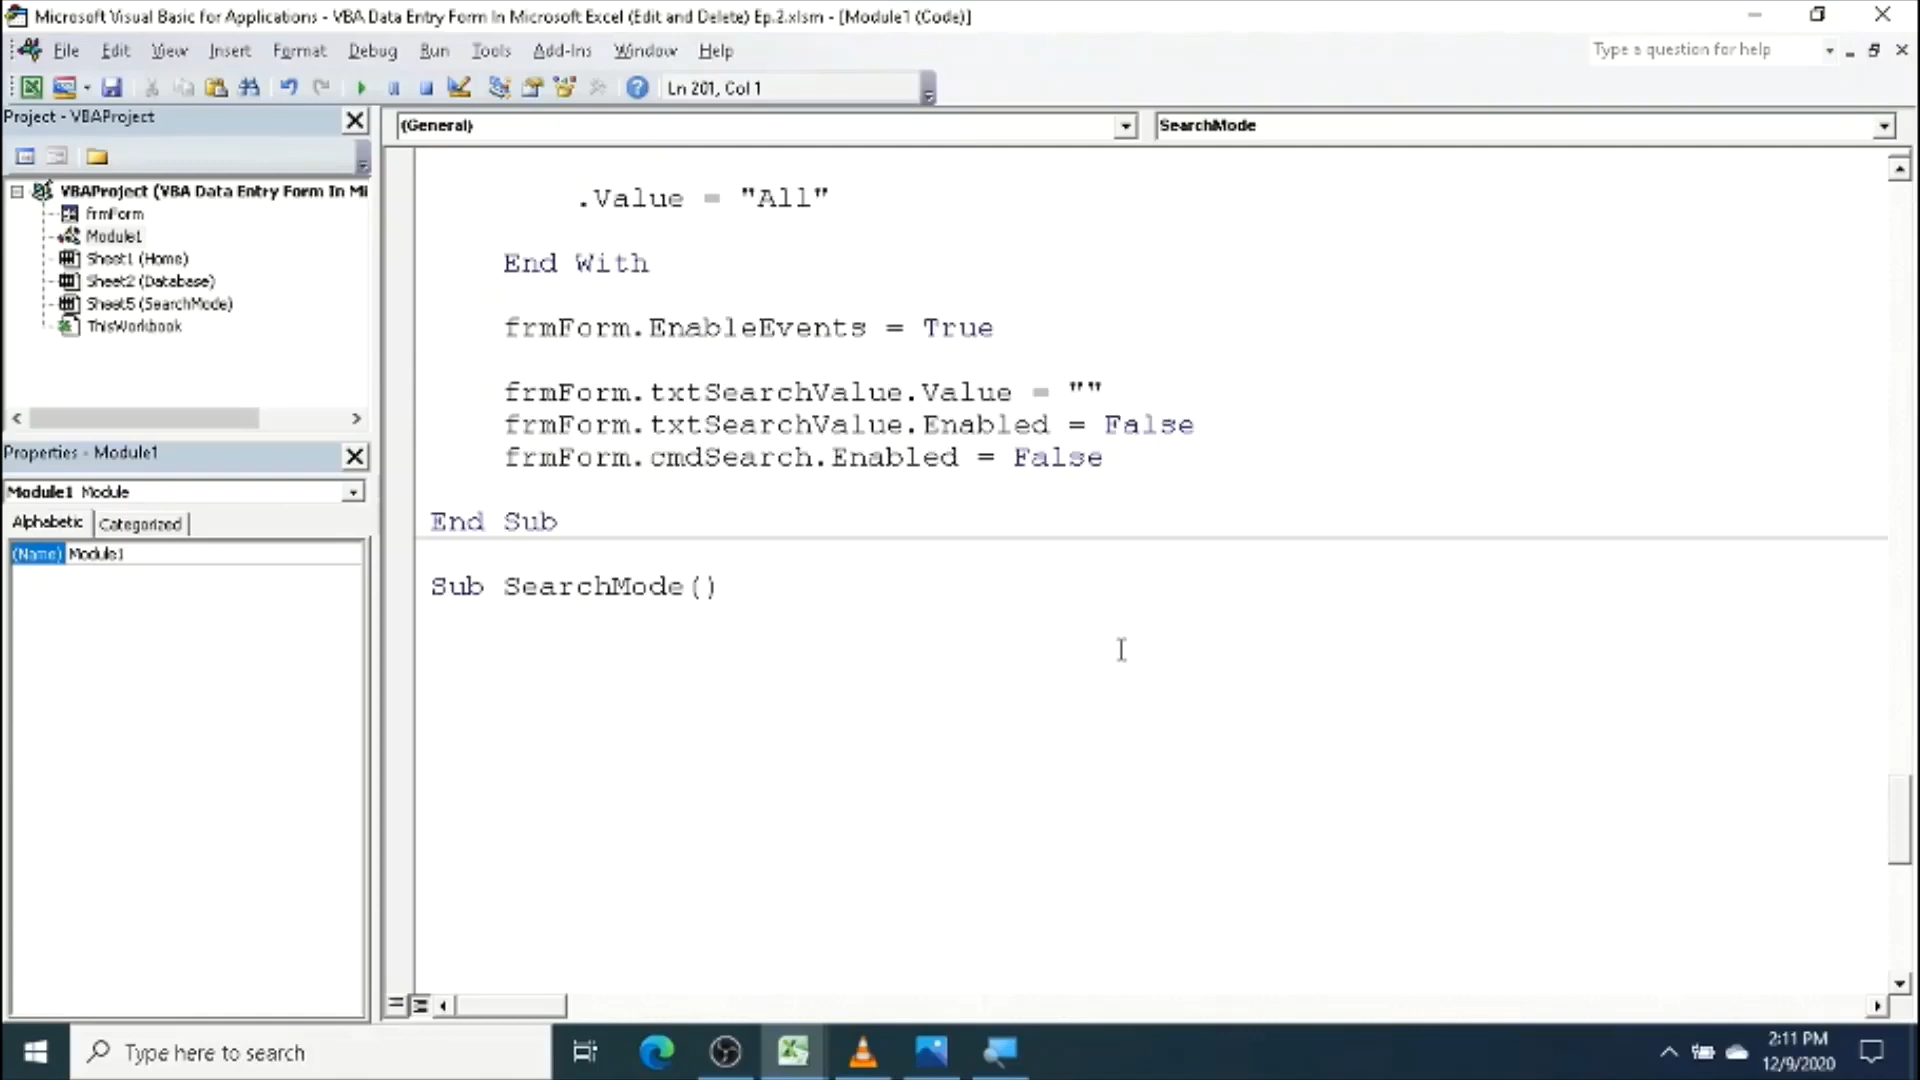 Microsoft Visual Basic for Applications - VBA Data Entry Form In Microsoft Excel (Edit and Delete) Ep.2.xlsm - [Module1 (Code)]
File Edit View Insert Format Debug Run Tools Add-Ins Window Help
Type a question for help
Ln 201, Col 1
Project - VBAProject
(General)
SearchMode
VBAProject (VBA Data Entry Form In Mi
frmForm
Module1
Sheet1 (Home)
Sheet2 (Database)
Sheet5 (SearchMode)
ThisWorkbook
Properties - Module1
Module1 Module
Alphabetic Categorized
(Name) Module1
.Value = "All"
End With
frmForm.EnableEvents = True
frmForm.txtSearchValue.Value = ""
frmForm.txtSearchValue.Enabled = False
frmForm.cmdSearch.Enabled = False
End Sub
Sub SearchMode()
Type here to search
2:11 PM
12/9/2020